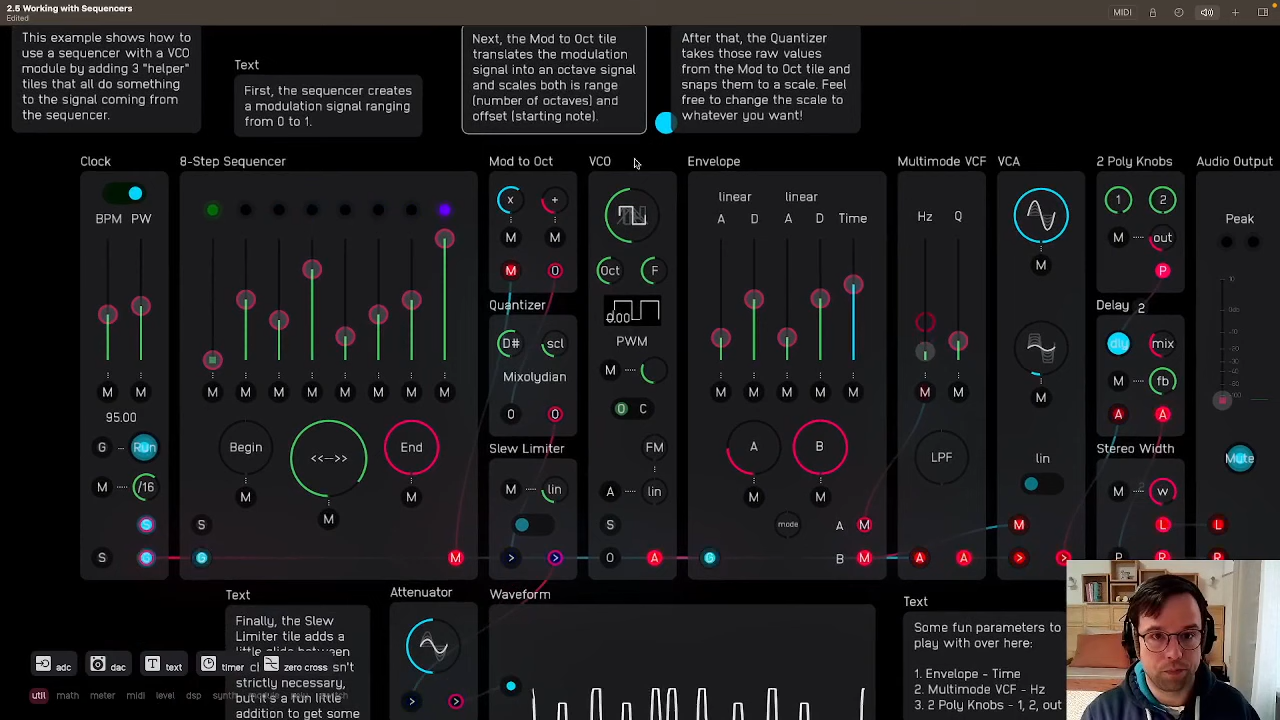 2.5 Working with Sequencers
Edited
MIDI
This example shows how to
use a sequencer with a VCO
module by adding 3 "helper"
tiles that all do something
to the signal coming from
the sequencer.
Text
First, the sequencer creates
a modulation signal ranging
from 0 to 1.
Next, the Mod to Oct tile
translates the modulation
signal into an octave signal
and scales both is range
(number of octaves) and
offset (starting note).
After that, the Quantizer
takes those raw values
from the Mod to Oct tile and
snaps them to a scale. Feel
free to change the scale to
whatever you want!
Clock
BPM PW
M M
95.00
G Run
M /16
S
S G
8-Step Sequencer
M M M M M M M M
Begin <<-->> End
M M M
S
G M
Mod to Oct
x +
M M
M O
Quantizer
D# scl
Mixolydian
O O
Slew Limiter
M lin
> >
VCO
Oct F
0.00
PWM
M
O C
FM
A lin
S
O A
Envelope
linear linear
A D A D Time
M M M M M
A B
M M
mode A M
G B M
Multimode VCF
Hz Q
M M
LPF
A A
VCA
M
M
lin
M
> >
2 Poly Knobs
1 2
M out
P
Delay 2
dly mix
M fb
A A
Stereo Width
M w
L
P R
Audio Output
Peak
Mute
L
R
Text
Finally, the Slew
Limiter tile adds a
strictly necessary,
but it's a fun little
addition to get some
Attenuator
> >
Waveform
Text
Some fun parameters to
play with over here:
1. Envelope - Time
2. Multimode VCF - Hz
3. 2 Poly Knobs - 1, 2, out
adc dac T text timer zero cross
util math meter midi level dsp synth